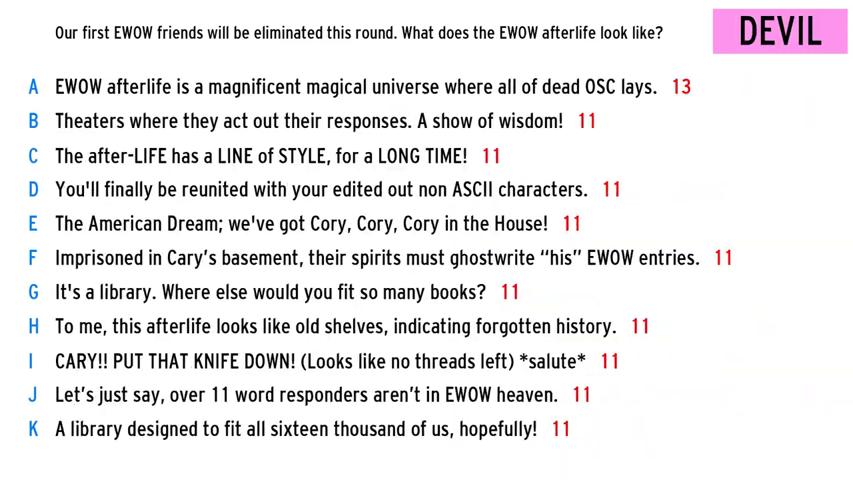 Our first EWOW friends will be eliminated this round. What does the EWOW afterlife look like?
DEVIL
A EWOW afterlife is a magnificent magical universe where all of dead OSC lays. 13
B Theaters where they act out their responses. A show of wisdom! 11
C The after-LIFE has a LINE of STYLE, for a LONG TIME! 11
D You'll finally be reunited with your edited out non ASCII characters. 11
E The American Dream; we've got Cory, Cory, Cory in the House! 11
F Imprisoned in Cary’s basement, their spirits must ghostwrite “his” EWOW entries. 11
G It's a library. Where else would you fit so many books? 11
H To me, this afterlife looks like old shelves, indicating forgotten history. 11
I CARY!! PUT THAT KNIFE DOWN! (Looks like no threads left) *salute* 11
J Let’s just say, over 11 word responders aren’t in EWOW heaven. 11
K A library designed to fit all sixteen thousand of us, hopefully! 11